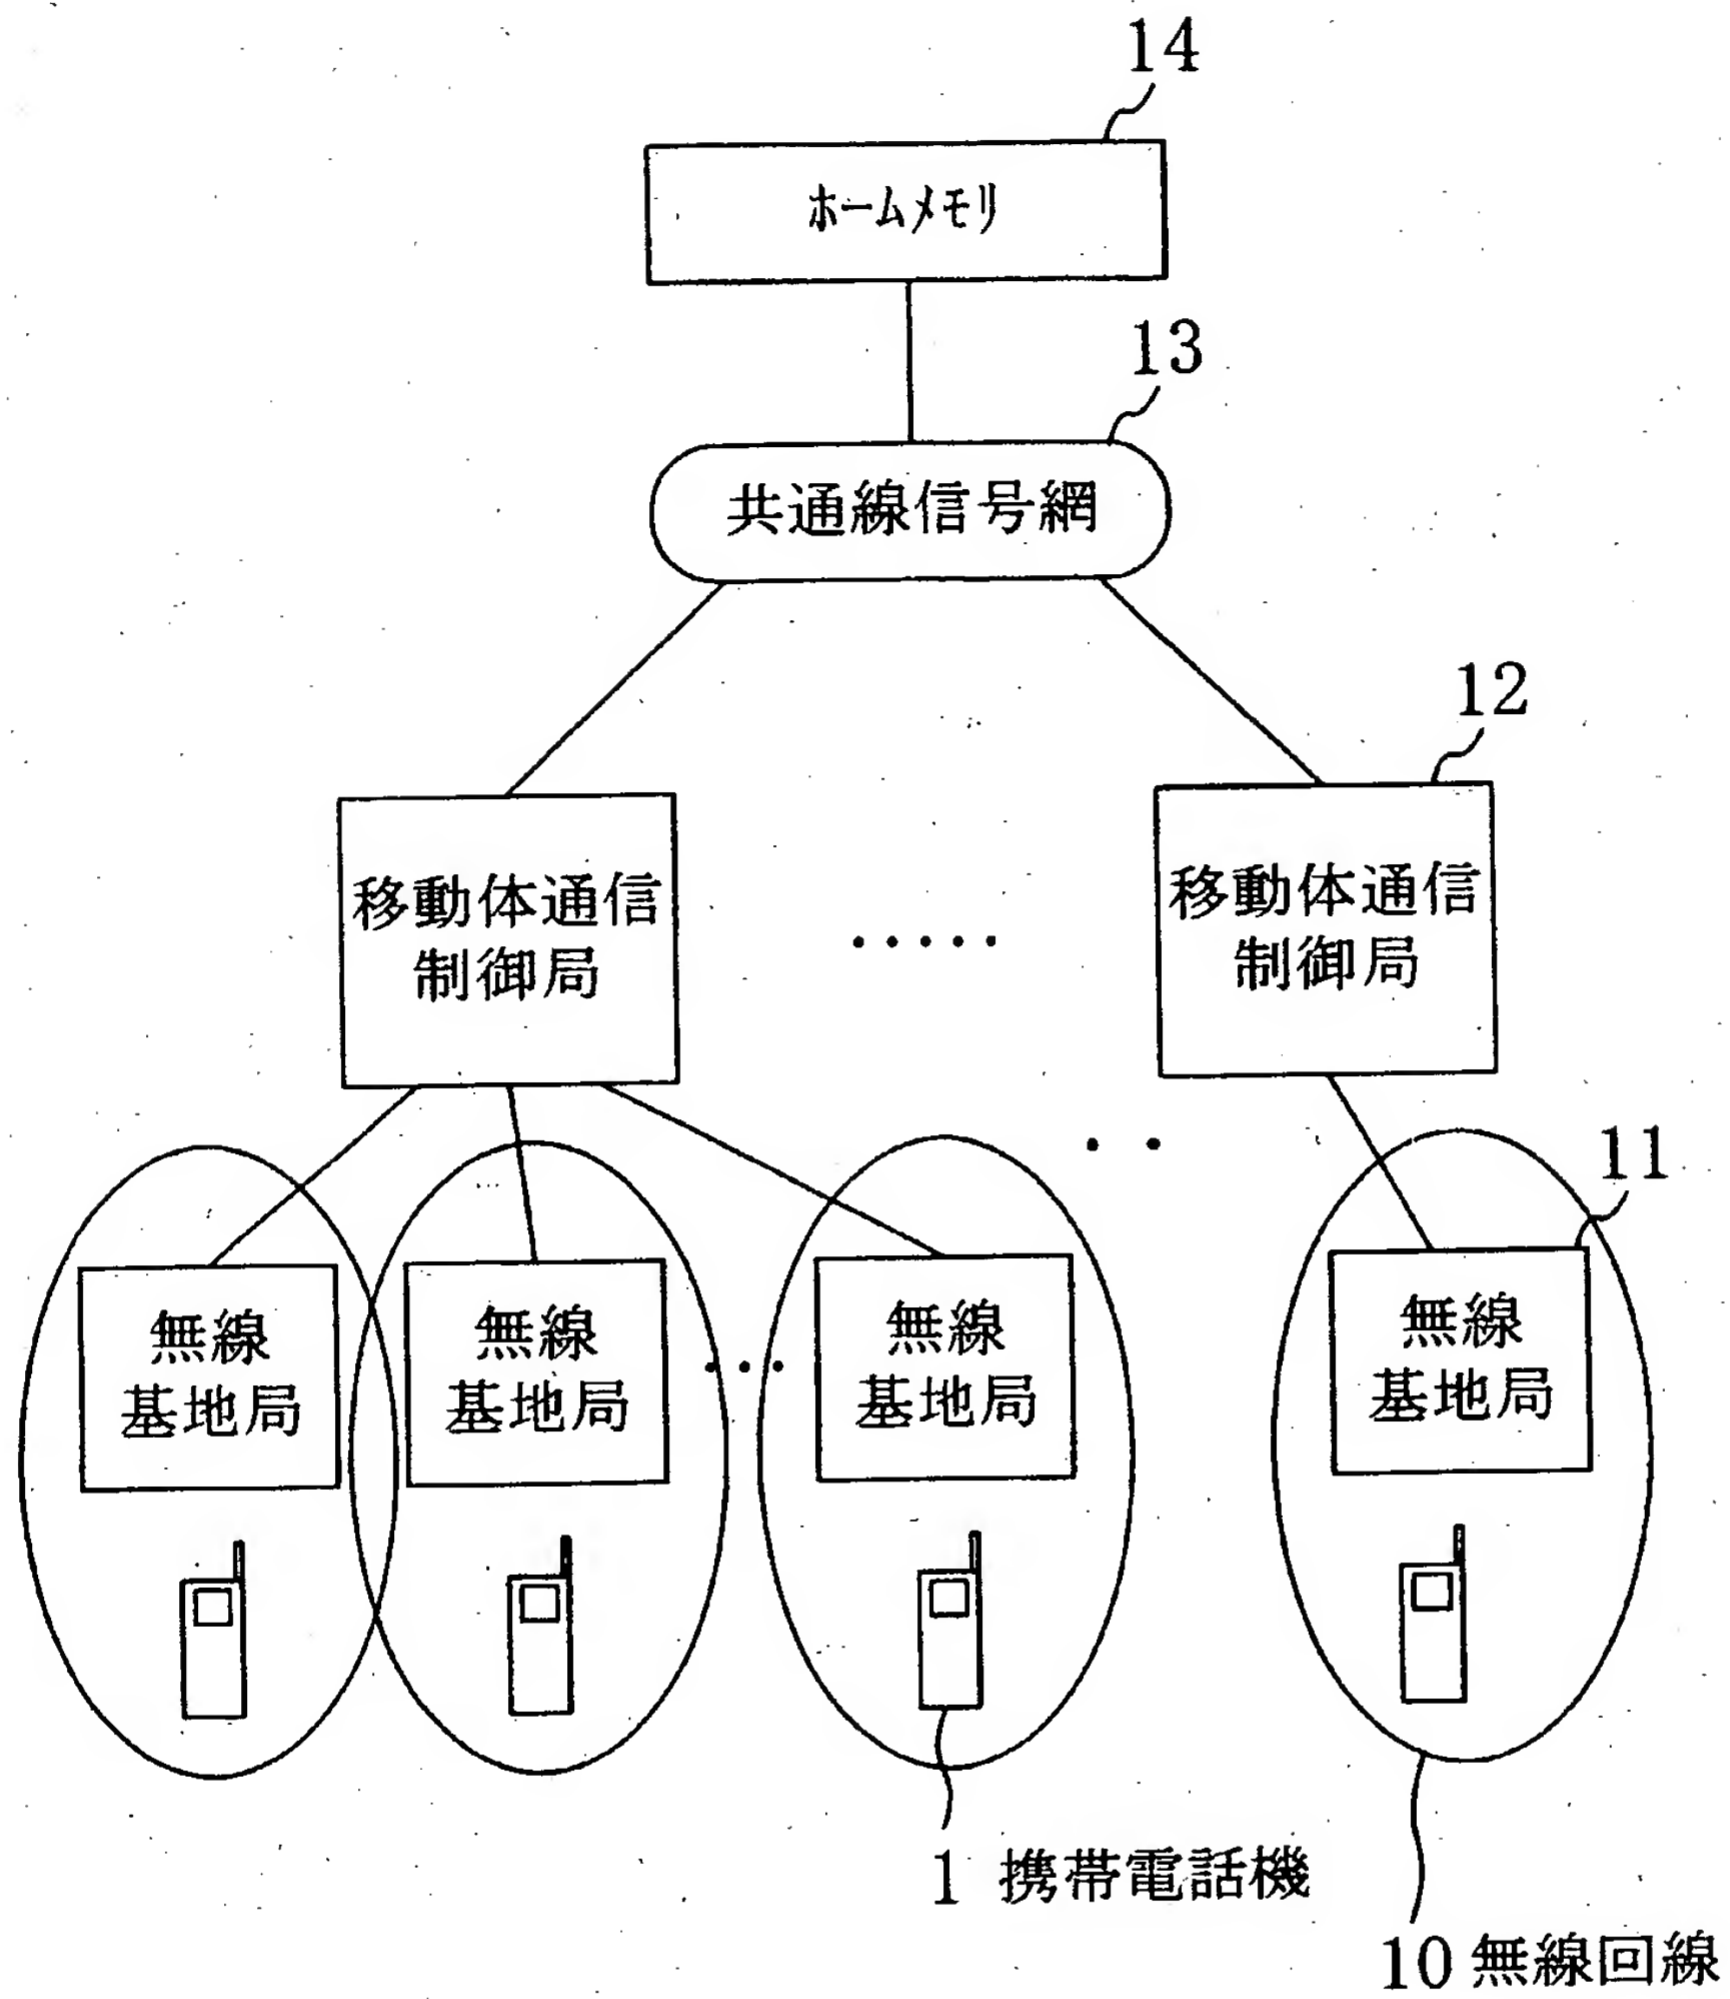 14
ホームメモリ
13
共通線信号網
12
移動体通信
制御局
移動体通信
制御局
11
無線
基地局
無線
基地局
無線
基地局
無線
基地局
1 携帯電話機
10 無線回線